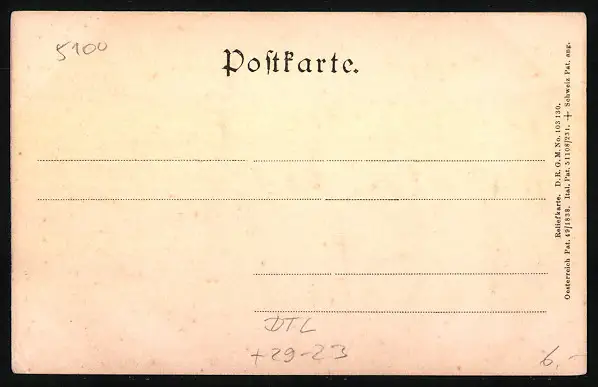 5100
Postkarte.
Reliefkarte. D. R. G. M. No. 103 130.
Oesterreich Pat. 49/1838. Ital. Pat. 51108/231. + Schweiz Pat. ang.
DTL
+29-23
6,-